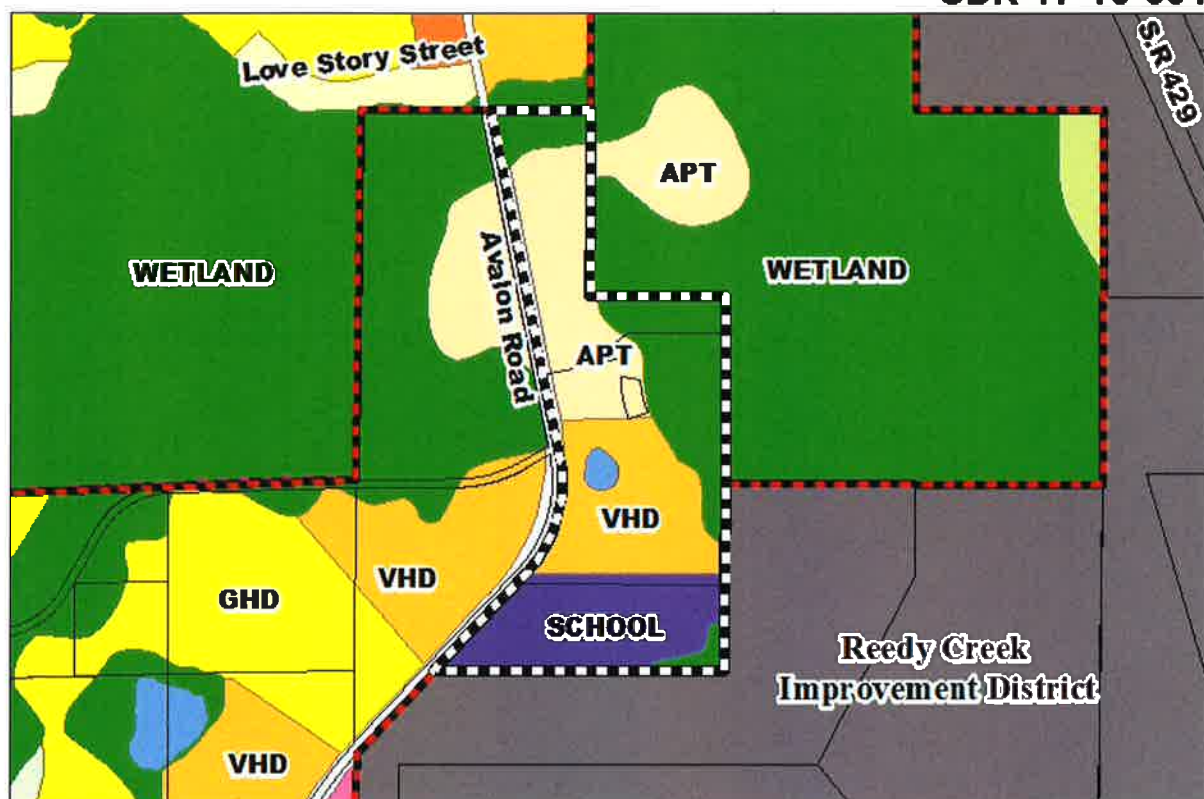 Love Story Street
S.R 429
APT
WETLAND
WETLAND
Avalon Road
APT
VHD
VHD
GHD
SCHOOL
Reedy Creek
Improvement District
VHD